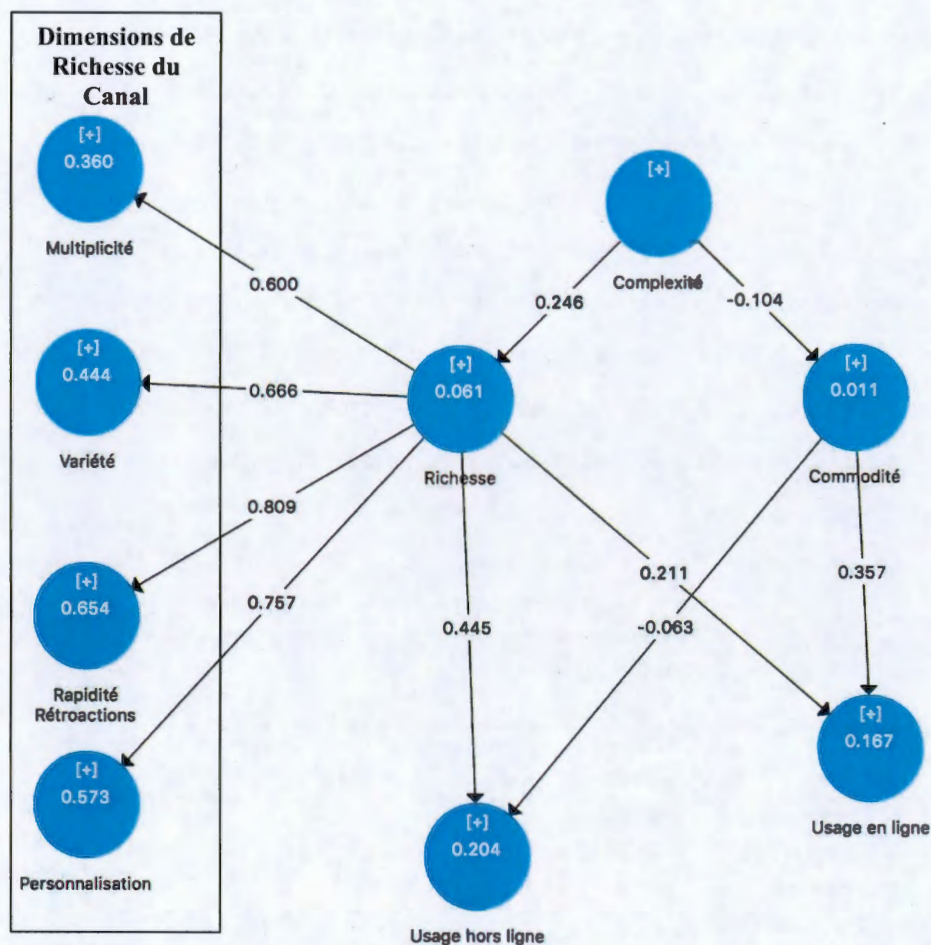 Dimensions de
Richesse du
Canal
[+]
0.360
Multiplicité
[+]
Complexité
0.600
0.246
-0.104
[+]
0.444
Variété
0.666
[+]
0.061
Richesse
[+]
0.011
Commodité
0.809
[+]
0.654
Rapidité
Rétroactions
0.757
0.445
0.211
-0.063
0.357
[+]
0.573
Personnalisation
[+]
0.204
Usage hors ligne
[+]
0.167
Usage en ligne